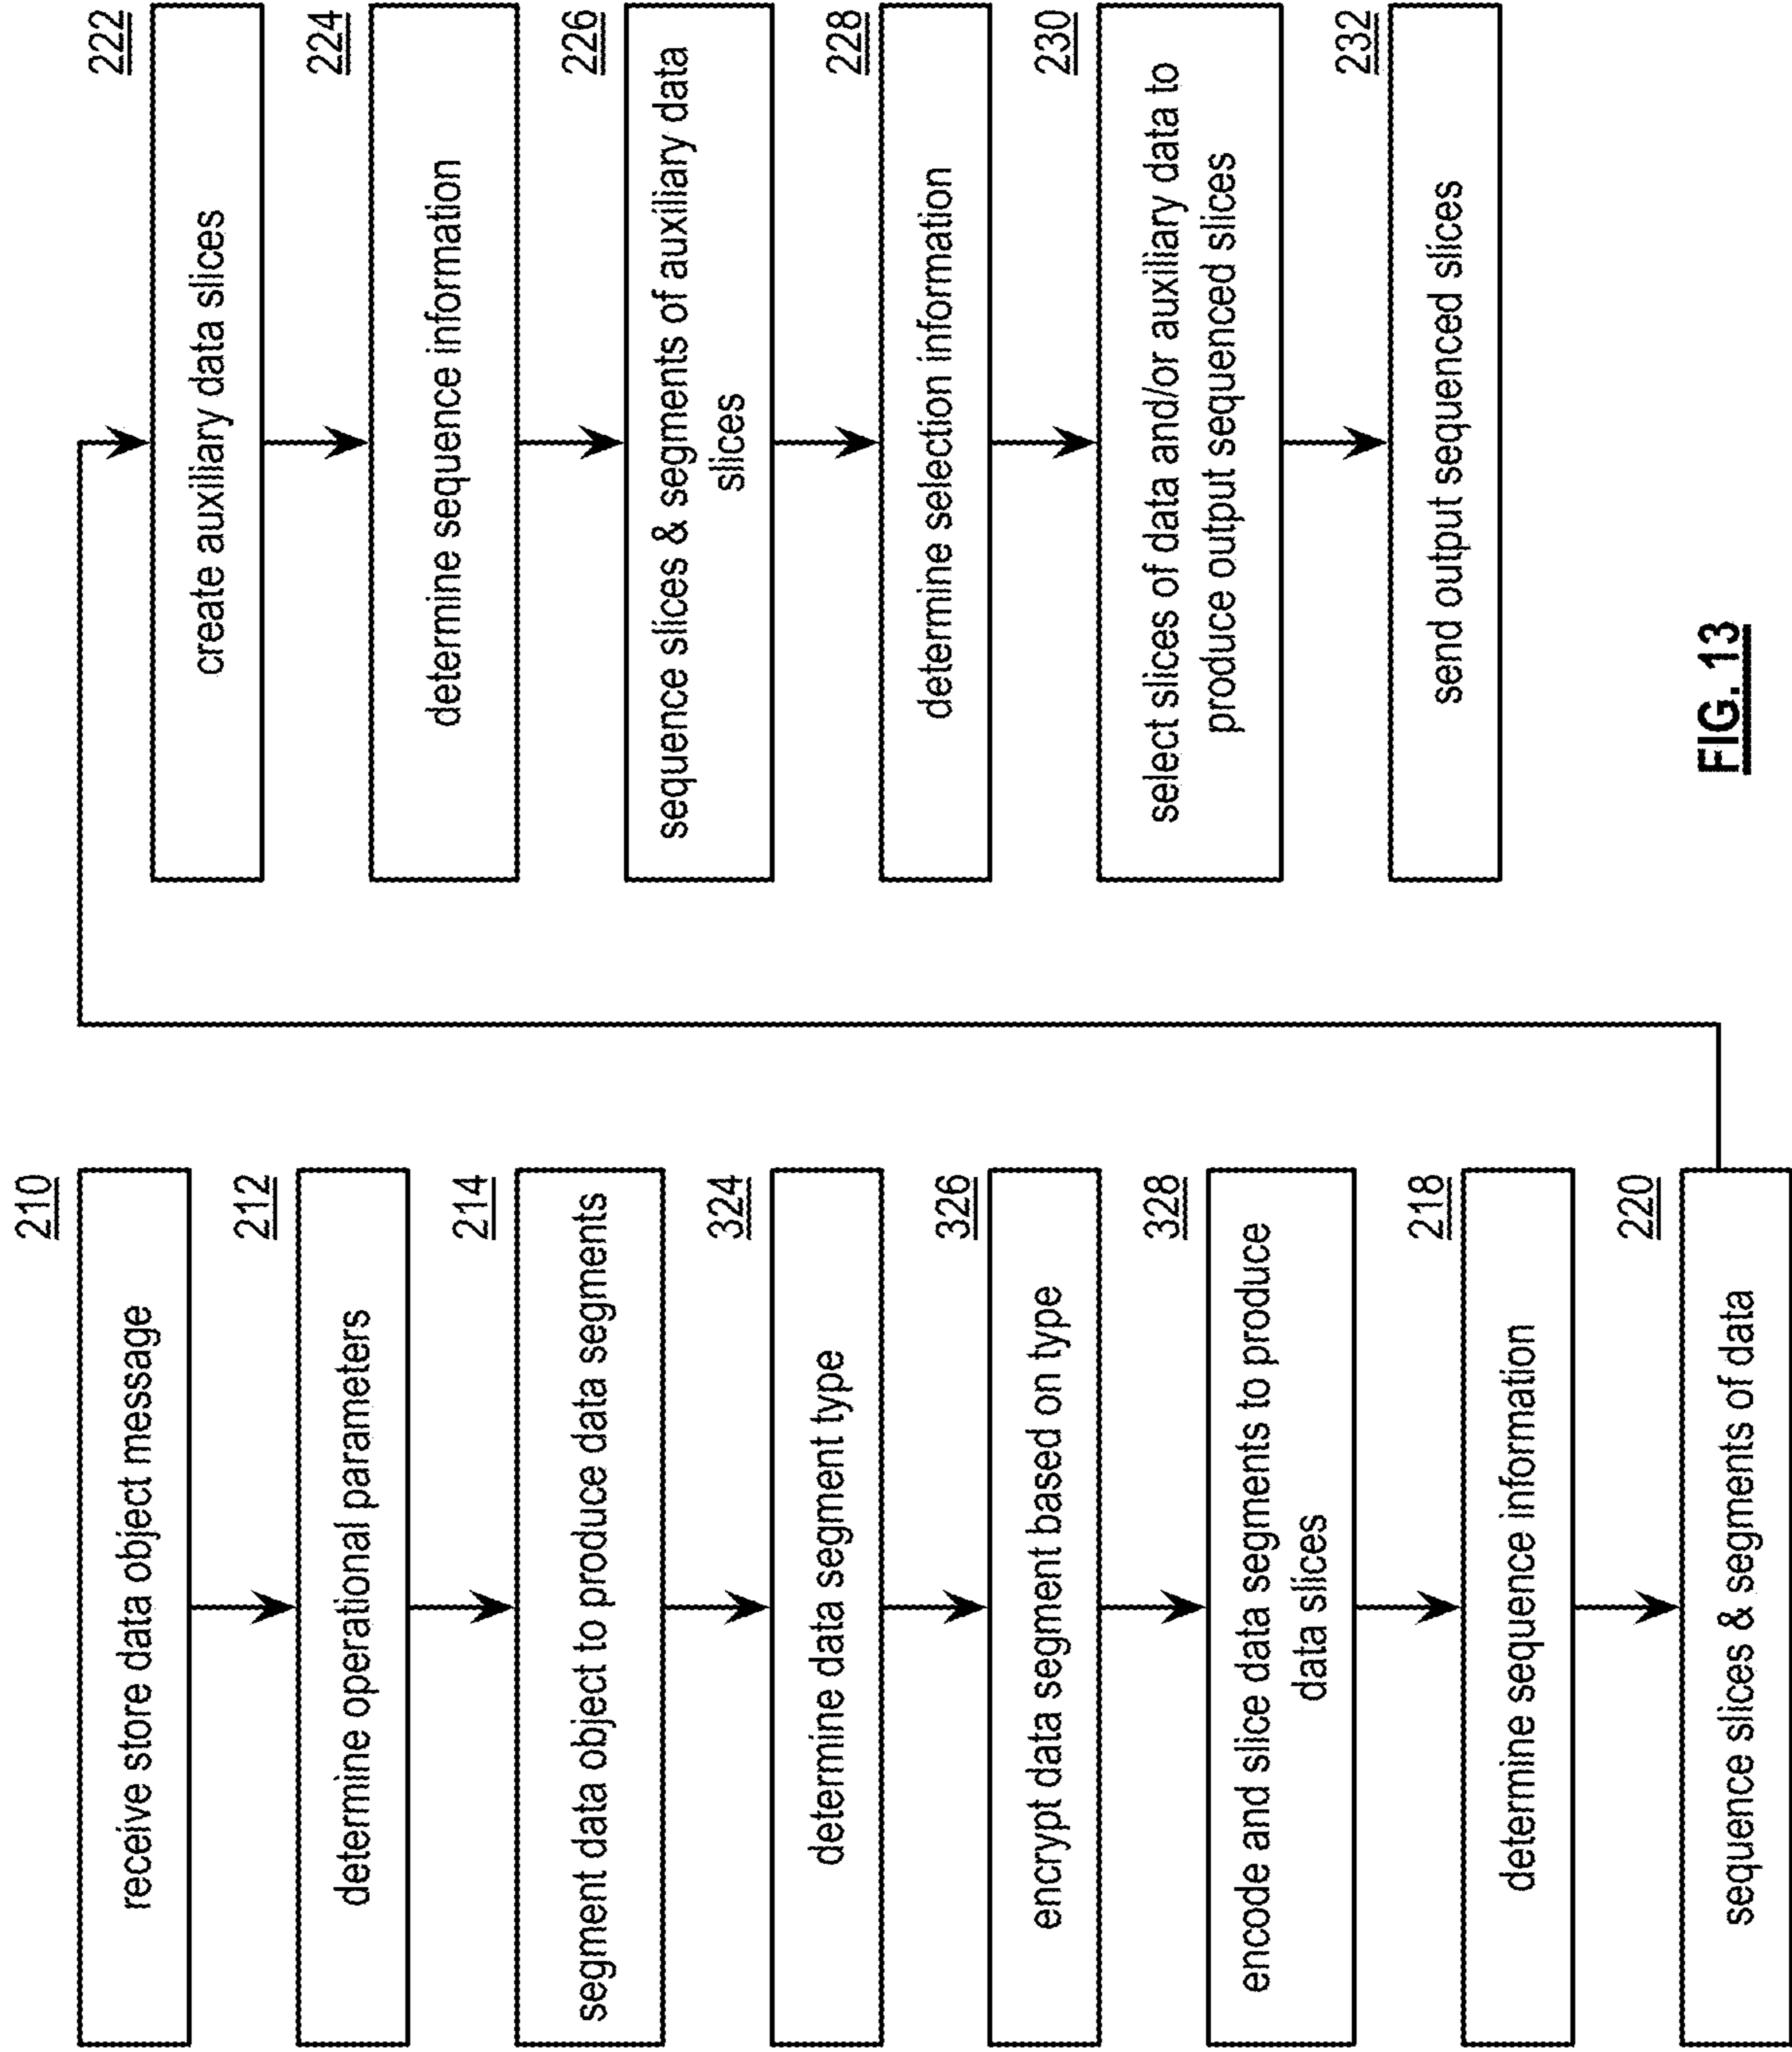 210
receive store data object message
212
determine operational parameters
214
segment data object to produce data segments
324
determine data segment type
326
encrypt data segment based on type
328
encode and slice data segments to produce
data slices
218
determine sequence information
220
sequence slices & segments of data
222
create auxiliary data slices
224
determine sequence information
226
sequence slices & segments of auxiliary data
slices
228
determine selection information
230
select slices of data and/or auxiliary data to
produce output sequenced slices
232
send output sequenced slices
FIG. 13